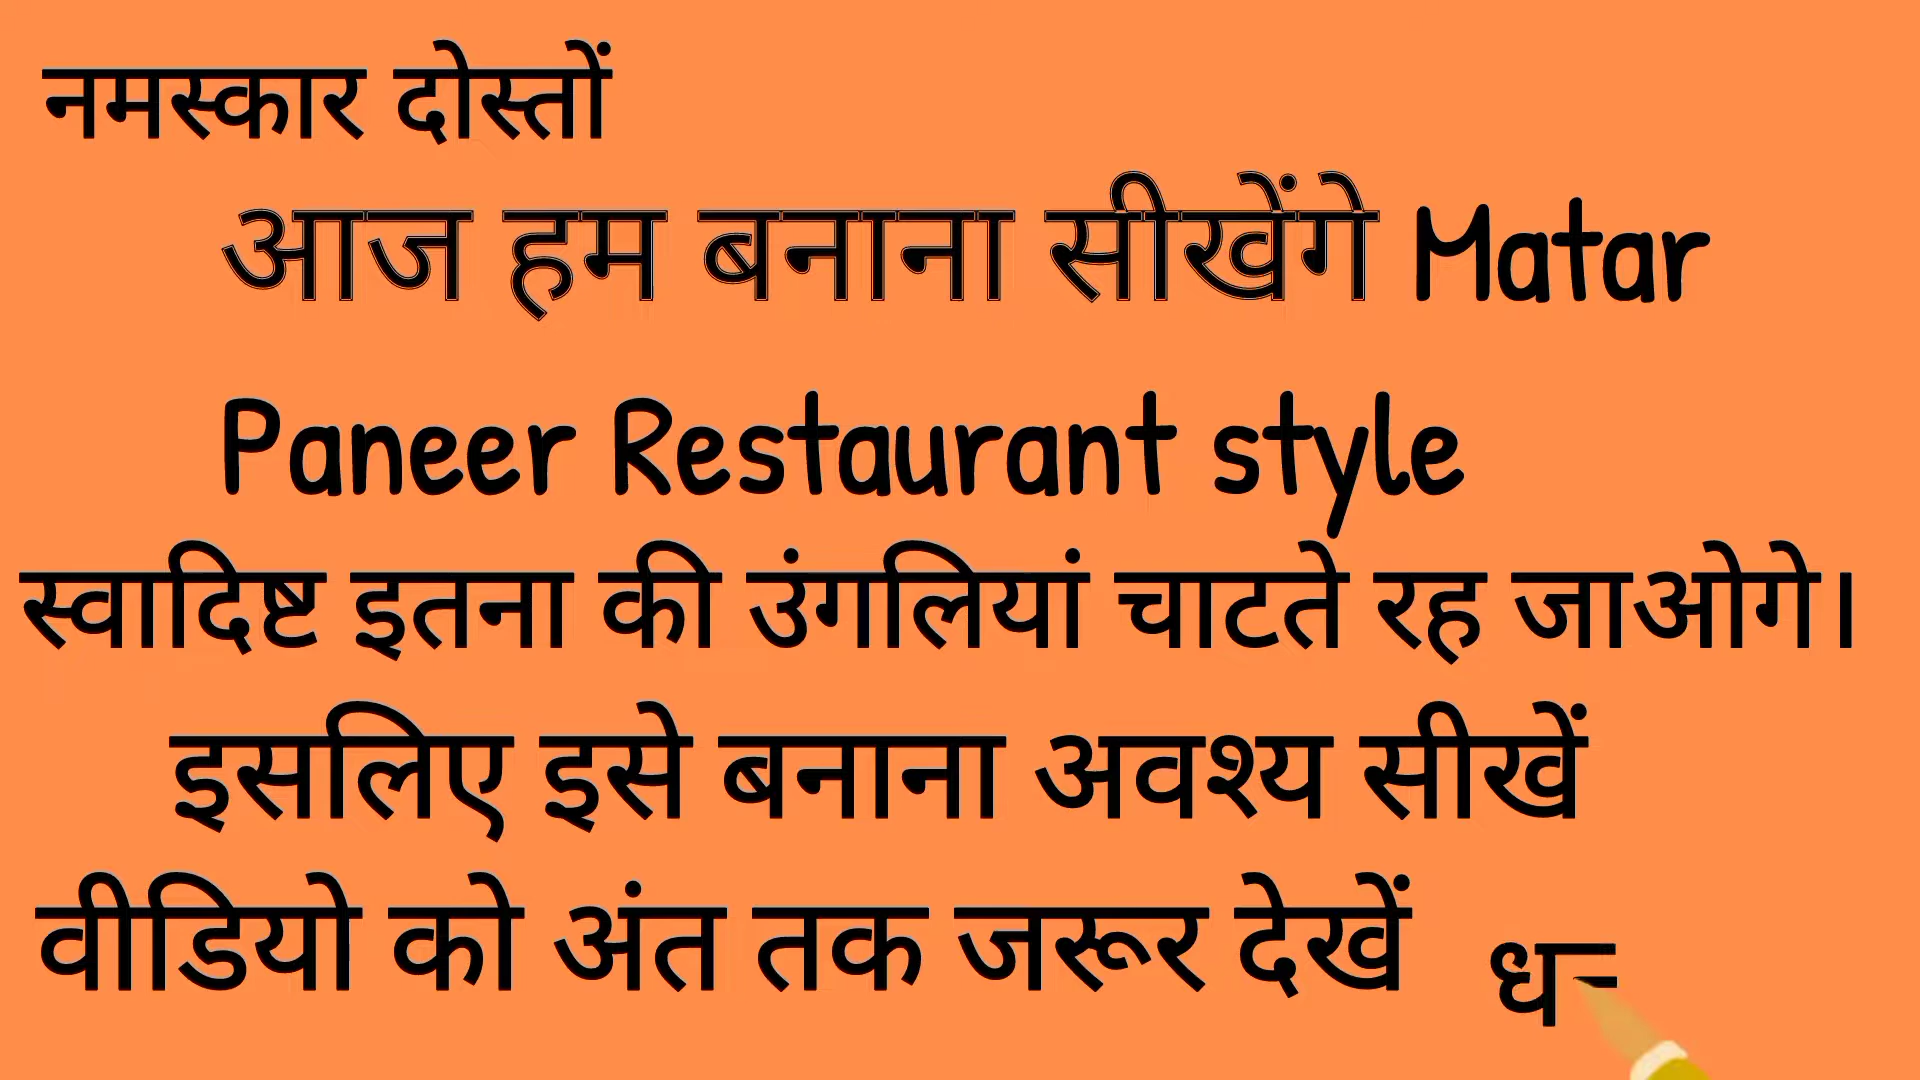 नमस्कार दोस्तों
आज हम बनाना सीखेंगे Matar
Paneer Restaurant style
स्वादिष्ट इतना की उंगलियां चाटते रह जाओगे।
इसलिए इसे बनाना अवश्य सीखें
वीडियो को अंत तक जरूर देखें